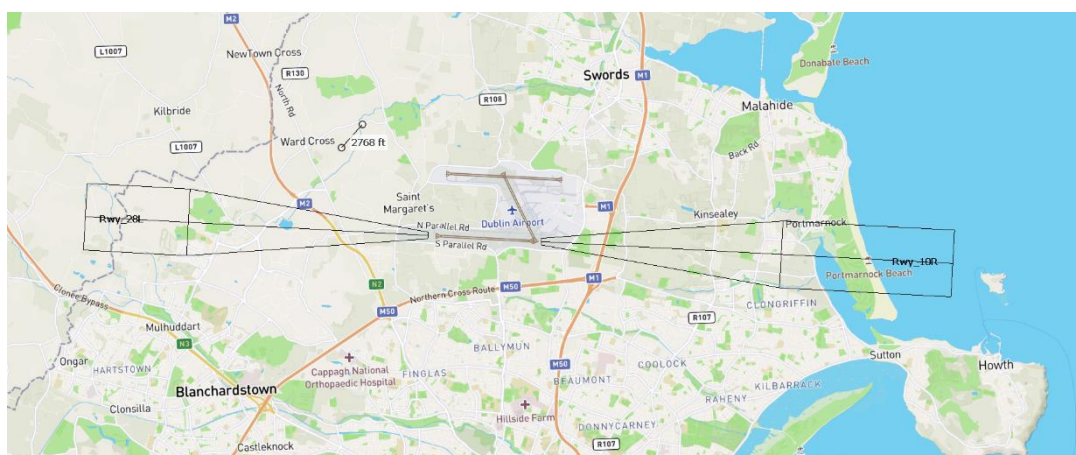 M2
L1007
NewTown Cross
R130
North Rd
Kilbride
Ward Cross
2768 ft
L1007
R108
Swords
M1
Donabate Beach
Malahide
Back Rd
Saint
Margaret's
M2
Rwy_28L
N Parallel Rd
S Parallel Rd
Dublin Airport
M1
Kinsealey
Portmarnock
Rwy_10R
Portmarnock Beach
M1
M50
Northern Cross Route
N2
M50
Clonee Bypass
Mulhuddart
N3
Ongar
HARTSTOWN
Blanchardstown
Clonsilla
Castleknock
Cappagh National
Orthopaedic Hospital
FINGLAS
BALLYMUN
M50
BEAUMONT
Hillside Farm
COOLOCK
R107
CLONGRIFFIN
KILBARRACK
RAHENY
DONNYCARNEY
R107
Sutton
Howth